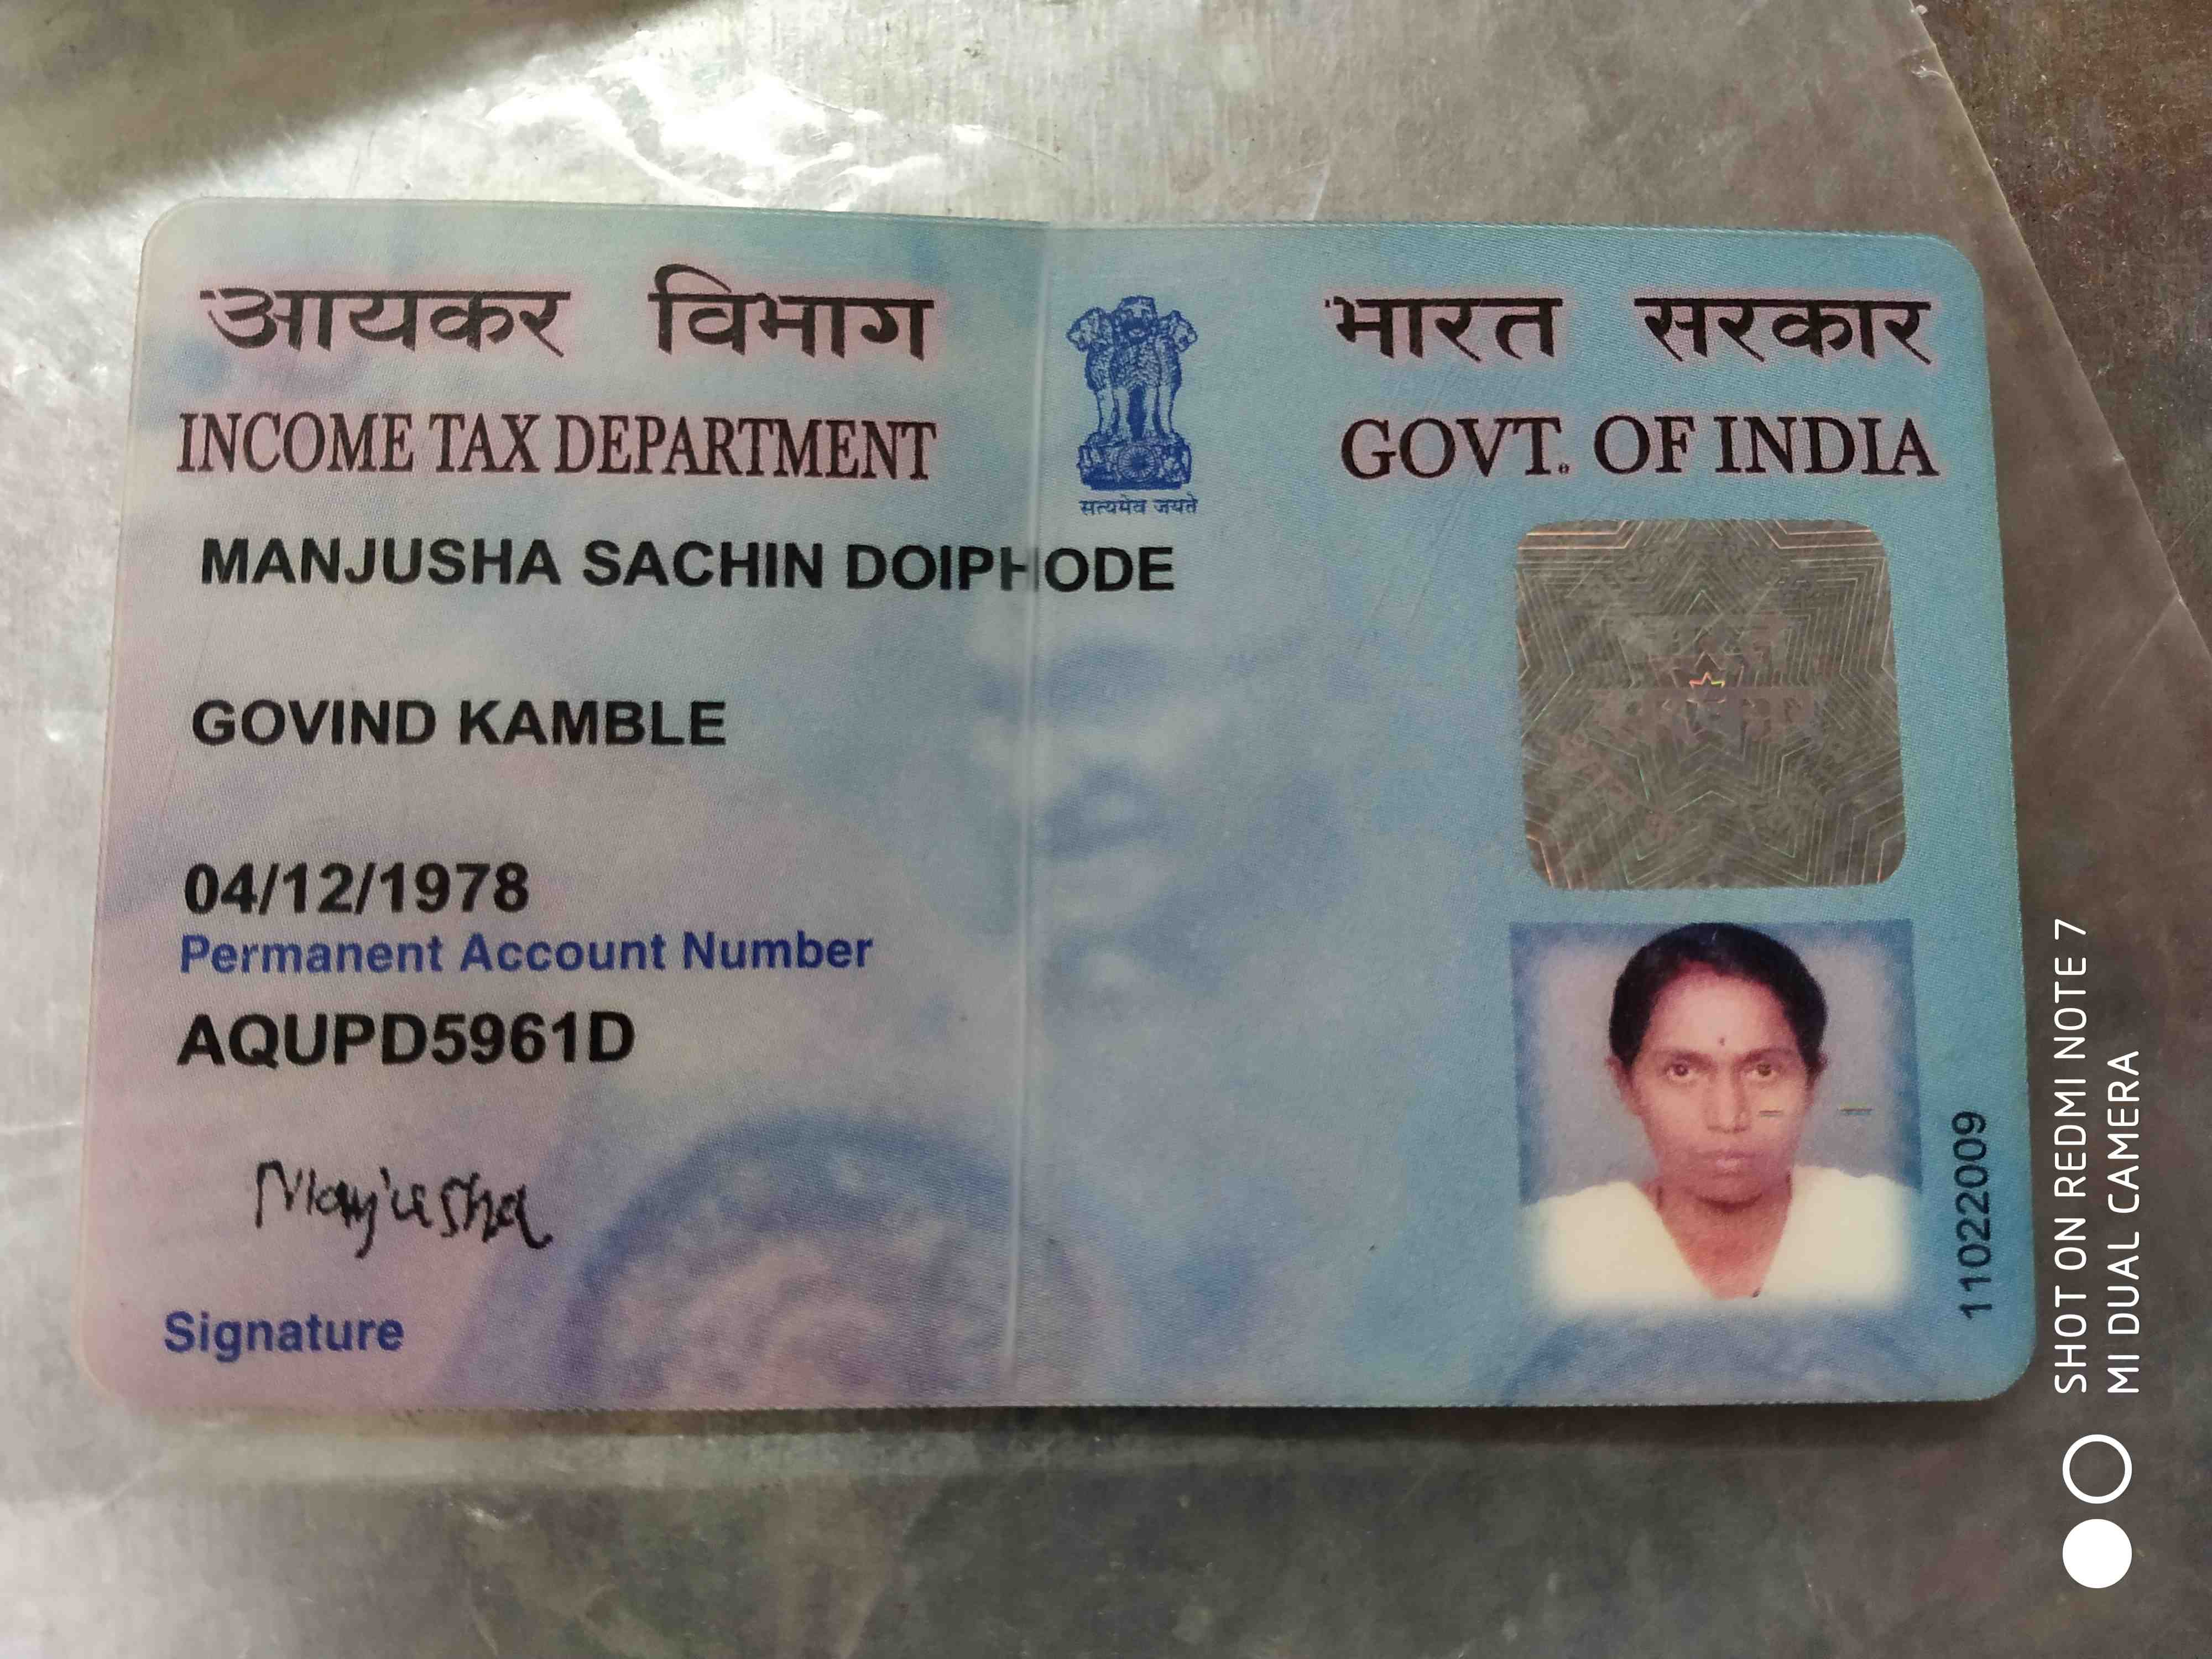 आयकर विभाग
INCOME TAX DEPARTMENT
सत्यमेव जयते
भारत सरकार
GOVT. OF INDIA
MANJUSHA SACHIN DOIPHODE
GOVIND KAMBLE
04/12/1978
Permanent Account Number
AQUPD5961D
Manjusha
Signature
11022009
SHOT ON REDMI NOTE 7
MI DUAL CAMERA